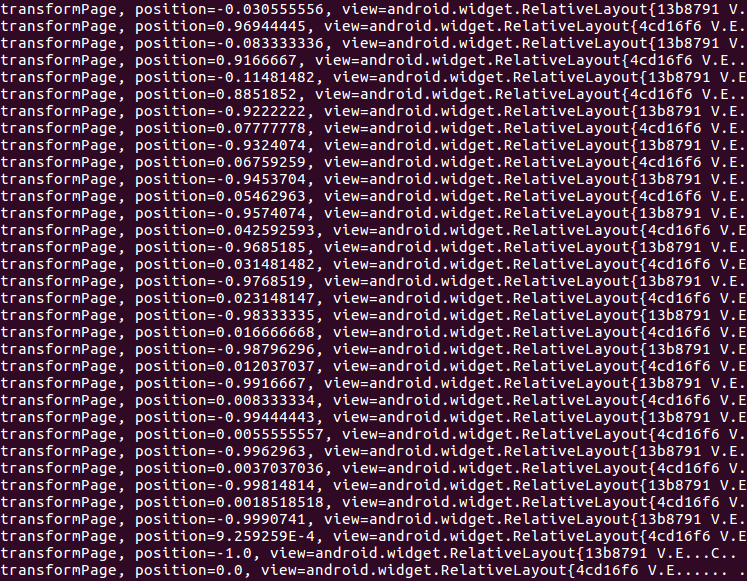 transformPage, position=-0.030555556, view=android.widget.RelativeLayout{13b8791 V.
transformPage, position=0.96944445, view=android.widget.RelativeLayout{4cd16f6 V.E.
transformPage, position=-0.083333336, view=android.widget.RelativeLayout{13b8791 V.
transformPage, position=0.9166667, view=android.widget.RelativeLayout{4cd16f6 V.E..
transformPage, position=-0.11481482, view=android.widget.RelativeLayout{13b8791 V.E
transformPage, position=0.8851852, view=android.widget.RelativeLayout{4cd16f6 V.E..
transformPage, position=-0.9222222, view=android.widget.RelativeLayout{13b8791 V.E.
transformPage, position=0.07777778, view=android.widget.RelativeLayout{4cd16f6 V.E.
transformPage, position=-0.9324074, view=android.widget.RelativeLayout{13b8791 V.E.
transformPage, position=0.06759259, view=android.widget.RelativeLayout{4cd16f6 V.E.
transformPage, position=-0.9453704, view=android.widget.RelativeLayout{13b8791 V.E.
transformPage, position=0.05462963, view=android.widget.RelativeLayout{4cd16f6 V.E.
transformPage, position=-0.9574074, view=android.widget.RelativeLayout{13b8791 V.E.
transformPage, position=0.042592593, view=android.widget.RelativeLayout{4cd16f6 V.E
transformPage, position=-0.9685185, view=android.widget.RelativeLayout{13b8791 V.E.
transformPage, position=0.031481482, view=android.widget.RelativeLayout{4cd16f6 V.E
transformPage, position=-0.9768519, view=android.widget.RelativeLayout{13b8791 V.E.
transformPage, position=0.023148147, view=android.widget.RelativeLayout{4cd16f6 V.E
transformPage, position=-0.98333335, view=android.widget.RelativeLayout{13b8791 V.E
transformPage, position=0.016666668, view=android.widget.RelativeLayout{4cd16f6 V.E
transformPage, position=-0.98796296, view=android.widget.RelativeLayout{13b8791 V.E
transformPage, position=0.012037037, view=android.widget.RelativeLayout{4cd16f6 V.E
transformPage, position=-0.9916667, view=android.widget.RelativeLayout{13b8791 V.E.
transformPage, position=0.008333334, view=android.widget.RelativeLayout{4cd16f6 V.E
transformPage, position=-0.99444443, view=android.widget.RelativeLayout{13b8791 V.E
transformPage, position=0.0055555557, view=android.widget.RelativeLayout{4cd16f6 V.
transformPage, position=-0.9962963, view=android.widget.RelativeLayout{13b8791 V.E.
transformPage, position=0.0037037036, view=android.widget.RelativeLayout{4cd16f6 V.
transformPage, position=-0.99814814, view=android.widget.RelativeLayout{13b8791 V.E
transformPage, position=0.0018518518, view=android.widget.RelativeLayout{4cd16f6 V.
transformPage, position=-0.9990741, view=android.widget.RelativeLayout{13b8791 V.E.
transformPage, position=9.259259E-4, view=android.widget.RelativeLayout{4cd16f6 V.E
transformPage, position=-1.0, view=android.widget.RelativeLayout{13b8791 V.E...C..
transformPage, position=0.0, view=android.widget.RelativeLayout{4cd16f6 V.E...... .